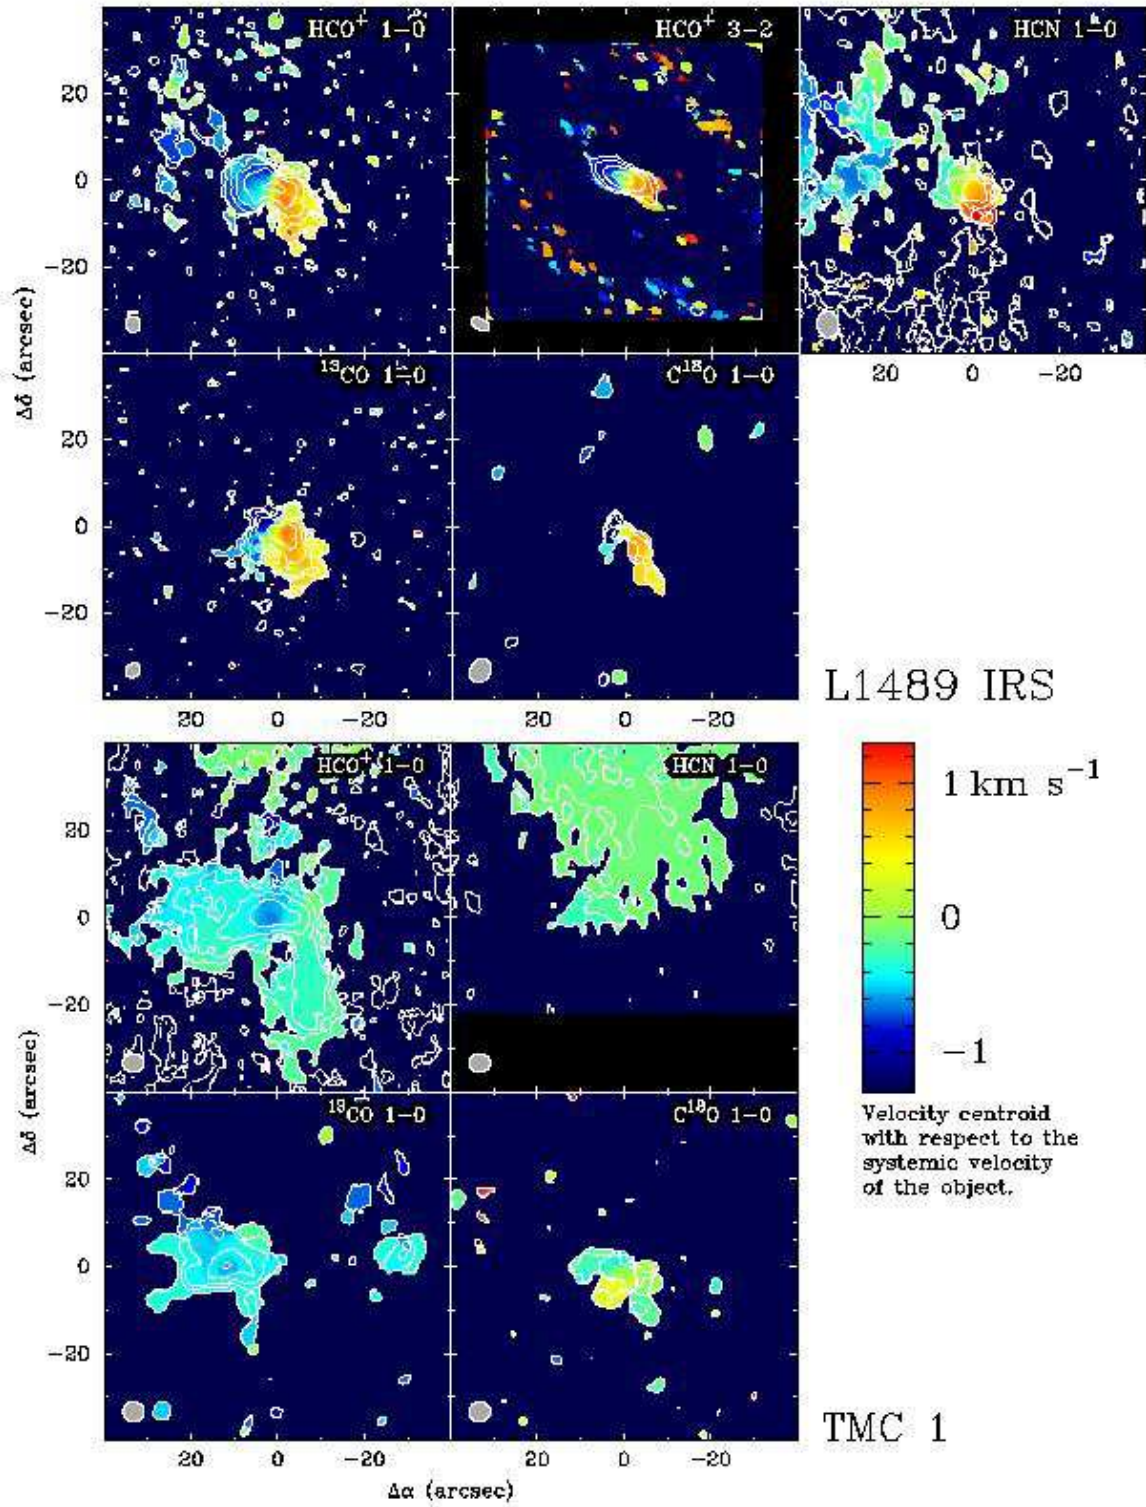 HCO⁺ 1−0
HCO⁺ 3−2
HCN 1−0
20
0
−20
Δδ (arcsec)
20
0
−20
¹³CO 1−0
C¹⁸O 1−0
20
0
−20
L1489 IRS
20
0
−20
20
0
−20
HCO⁺ 1−0
HCN 1−0
1 km s⁻¹
20
0
0
−20
−1
Δδ (arcsec)
Velocity centroid
with respect to the
systemic velocity
of the object.
¹³CO 1−0
C¹⁸O 1−0
20
0
−20
TMC 1
20
0
−20
20
0
−20
Δα (arcsec)